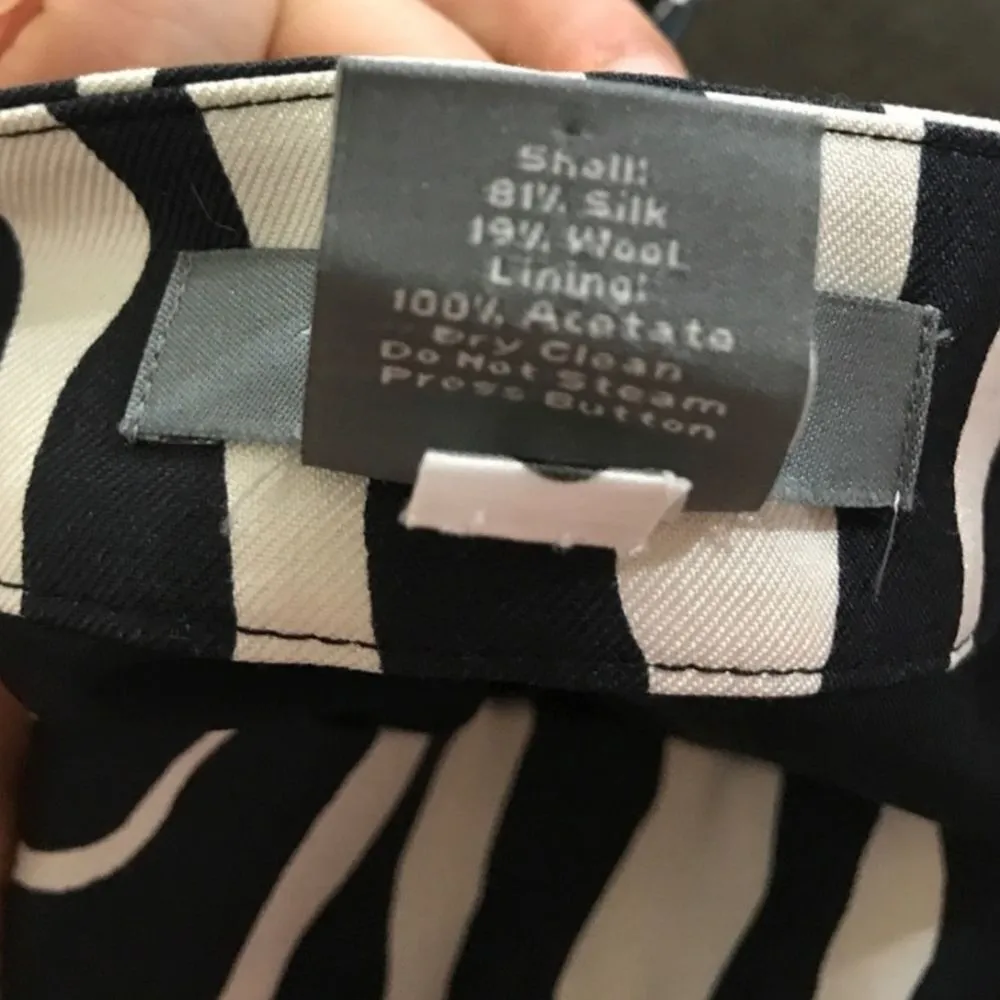 Shell:
81% Silk
19% Wool
Lining:
100% Acetate
Dry Clean
Do Not Steam
Press Button